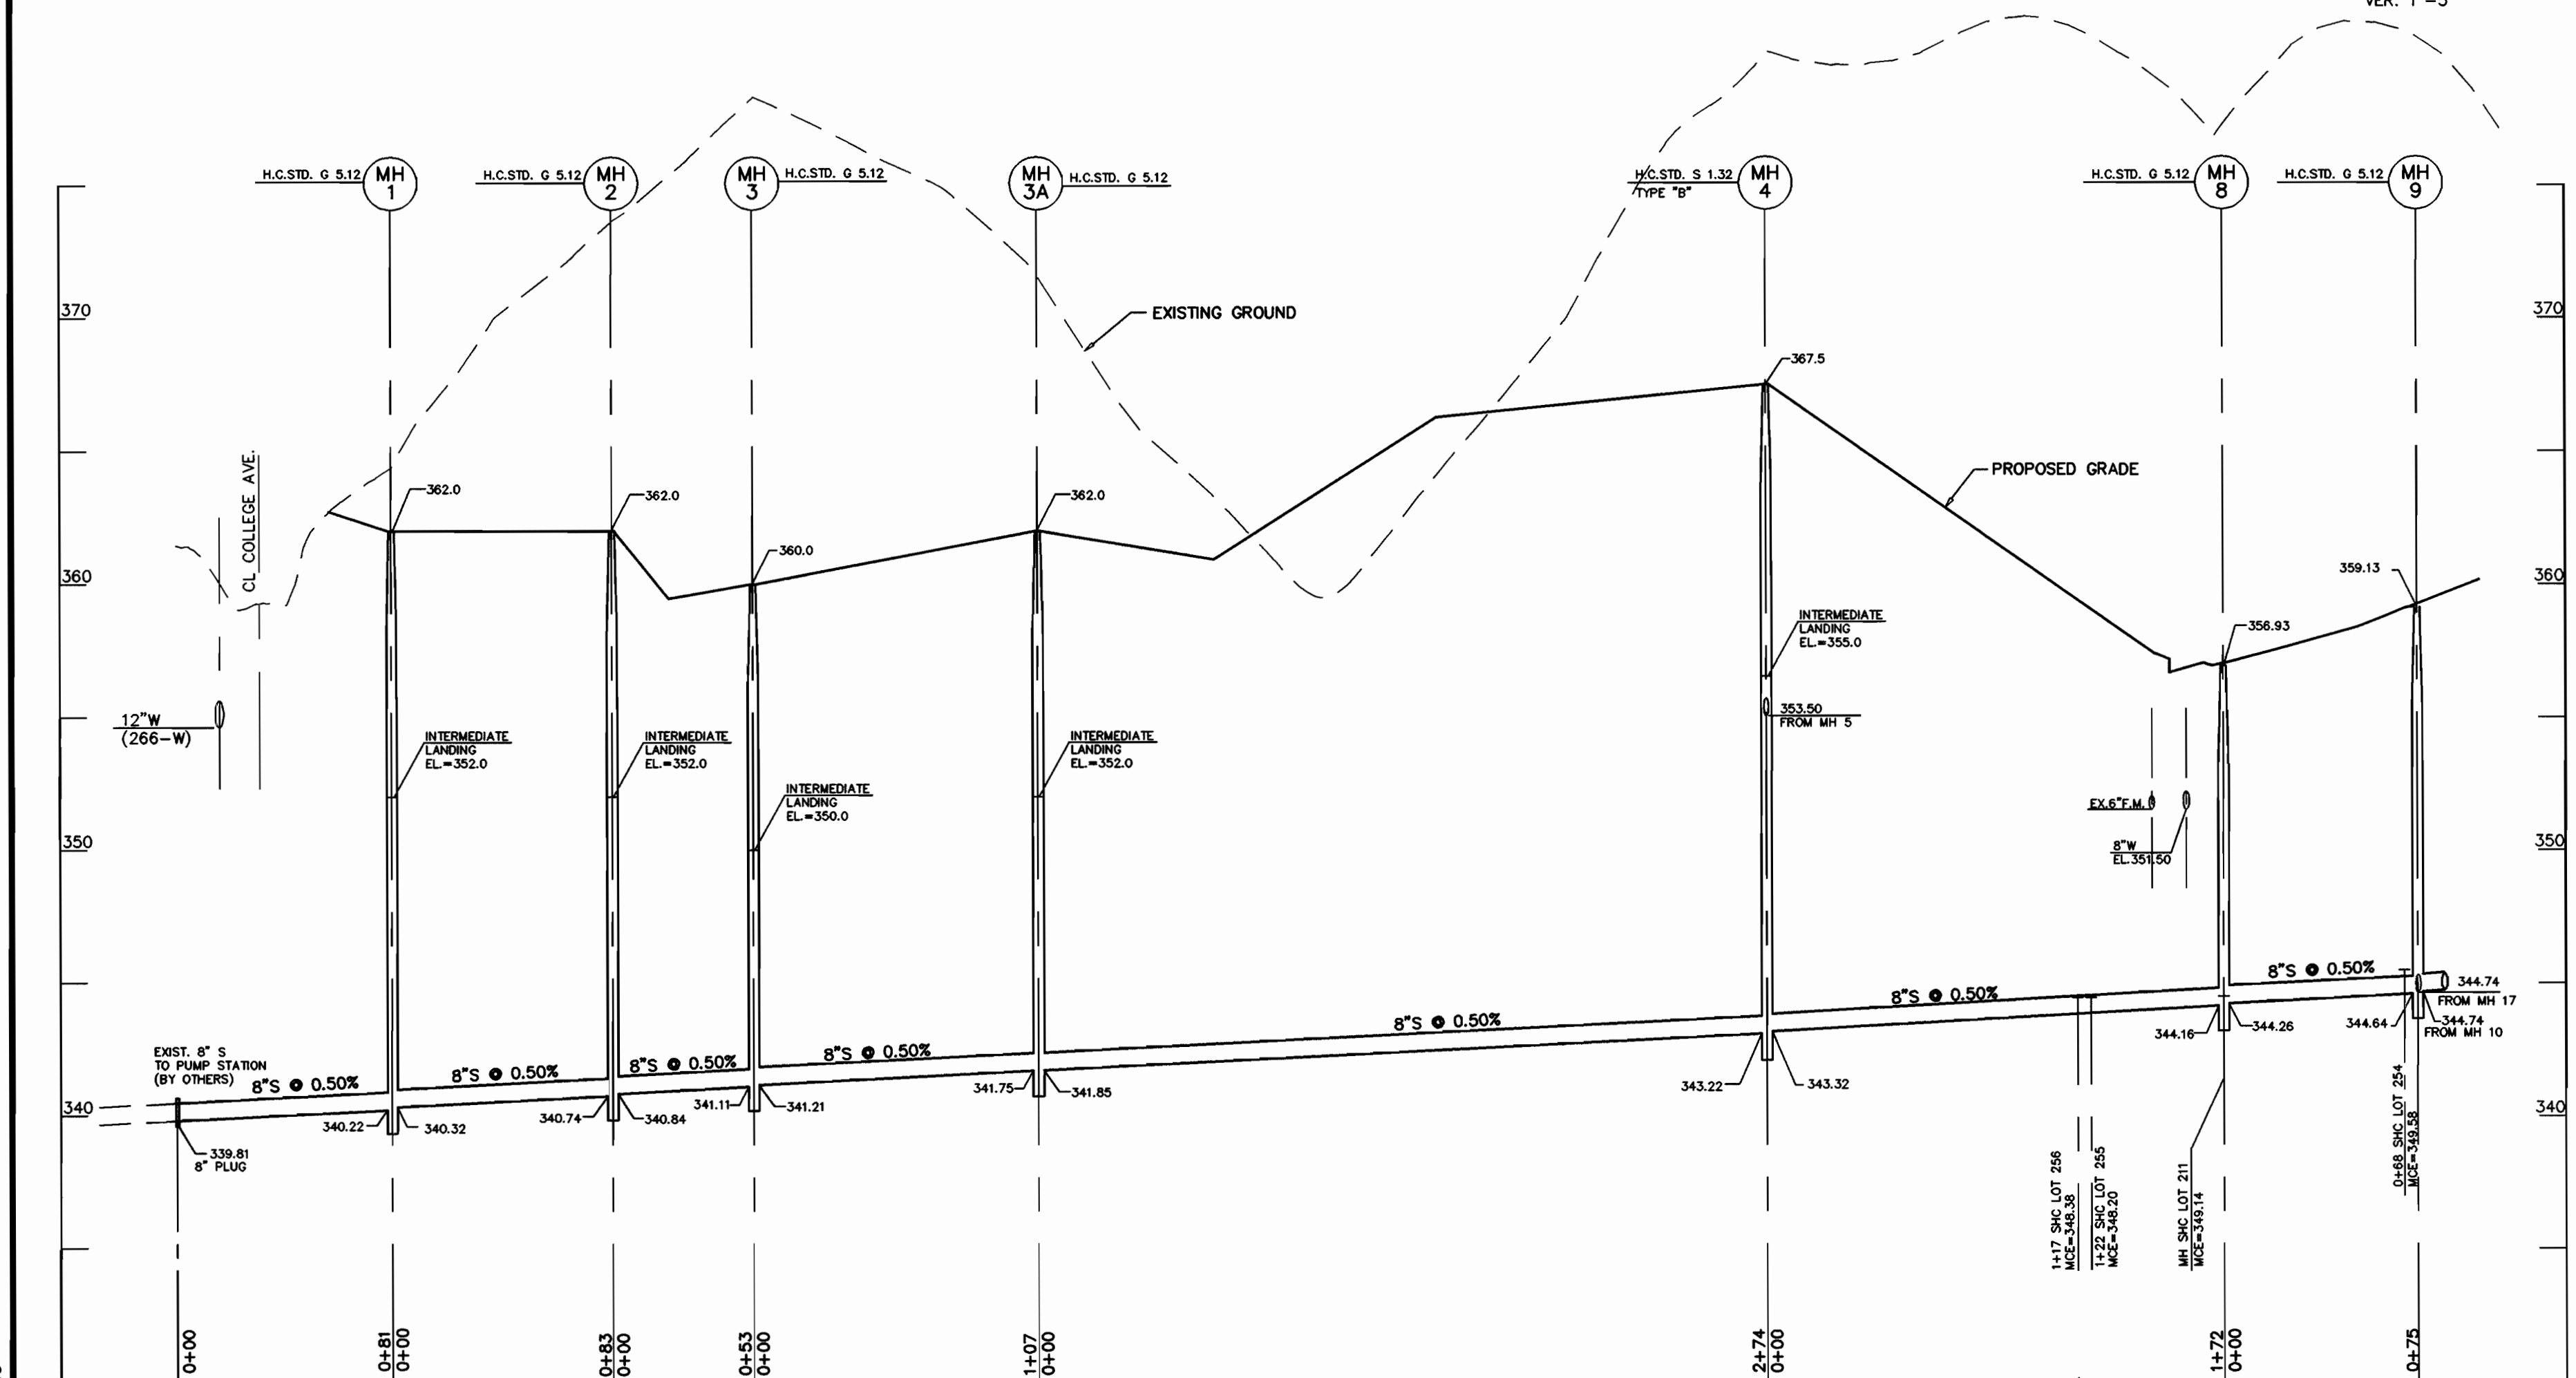 H.C.STD. G 5.12
MH
1
H.C.STD. G 5.12
MH
2
MH
3
H.C.STD. G 5.12
MH
3A
H.C.STD. G 5.12
H.C.STD. S 1.32
TYPE "B"
MH
4
H.C.STD. G 5.12
MH
8
H.C.STD. G 5.12
MH
9
370
EXISTING GROUND
370
367.5
CL COLLEGE AVE.
362.0
362.0
362.0
PROPOSED GRADE
360
360.0
359.13
360
INTERMEDIATE
LANDING
EL.=355.0
356.93
12"W
(266-W)
353.50
FROM MH 5
INTERMEDIATE
LANDING
EL.=352.0
INTERMEDIATE
LANDING
EL.=352.0
INTERMEDIATE
LANDING
EL.=350.0
INTERMEDIATE
LANDING
EL.=352.0
EX.6"F.M.
8"W
EL.351.50
350
350
EXIST. 8" S
TO PUMP STATION
(BY OTHERS)
8"S @ 0.50%
8"S @ 0.50%
8"S @ 0.50%
8"S @ 0.50%
8"S @ 0.50%
8"S @ 0.50%
8"S @ 0.50%
344.74
FROM MH 17
344.74
FROM MH 10
340
339.81
8" PLUG
340.22
340.32
340.74
340.84
341.11
341.21
341.75
341.85
343.22
343.32
344.16
344.26
344.64
340
1+17 SHC LOT 256
MCE=348.38
1+22 SHC LOT 255
MCE=348.20
MH SHC LOT 211
MCE=349.14
0+68 SHC LOT 254
MCE=349.58
0+00
0+81
0+00
0+83
0+00
0+53
0+00
1+07
0+00
2+74
0+00
1+72
0+00
0+75